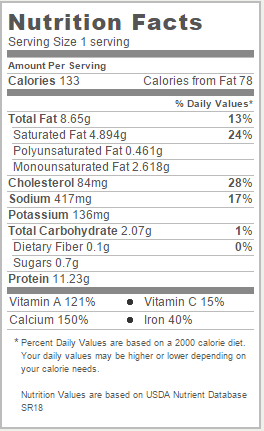 Nutrition Facts
Serving Size 1 serving
Amount Per Serving
Calories 133 Calories from Fat 78
% Daily Values*
Total Fat 8.65g 13%
Saturated Fat 4.894g 24%
Polyunsaturated Fat 0.461g
Monounsaturated Fat 2.618g
Cholesterol 84mg 28%
Sodium 417mg 17%
Potassium 136mg
Total Carbohydrate 2.07g 1%
Dietary Fiber 0.1g 0%
Sugars 0.7g
Protein 11.23g
Vitamin A 121% • Vitamin C 15%
Calcium 150% • Iron 40%
* Percent Daily Values are based on a 2000 calorie diet.
Your daily values may be higher or lower depending on
your calorie needs.
Nutrition Values are based on USDA Nutrient Database
SR18